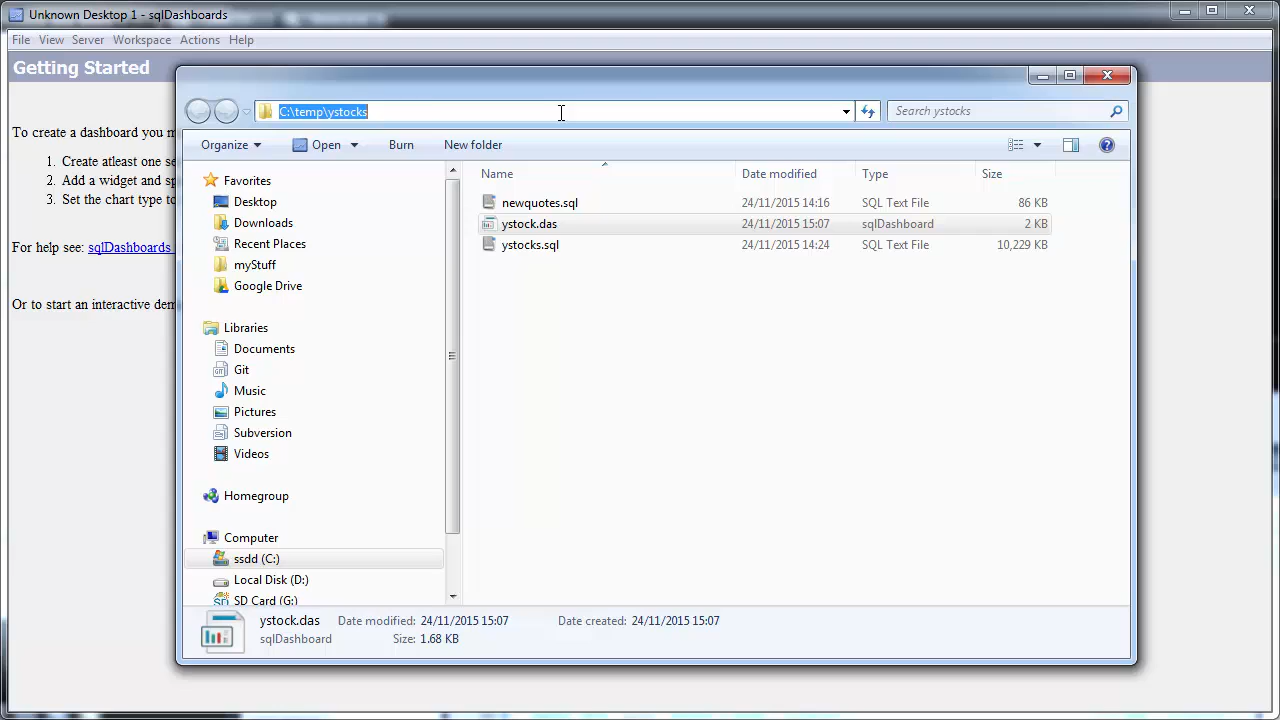 Unknown Desktop 1 - sqlDashboards
File View Server Workspace Actions Help
Getting Started
To create a dashboard you m
1. Create atleast one se
2. Add a widget and sp
3. Set the chart type to
For help see: sqlDashboards
Or to start an interactive dem
C:\temp\ystocks
Search ystocks
Organize Open Burn New folder
Name Date modified Type Size
newquotes.sql 24/11/2015 14:16 SQL Text File 86 KB
ystock.das 24/11/2015 15:07 sqlDashboard 2 KB
ystocks.sql 24/11/2015 14:24 SQL Text File 10,229 KB
Favorites
Desktop
Downloads
Recent Places
myStuff
Google Drive
Libraries
Documents
Git
Music
Pictures
Subversion
Videos
Homegroup
Computer
ssdd (C:)
Local Disk (D:)
SD Card (G:)
ystock.das Date modified: 24/11/2015 15:07 Date created: 24/11/2015 15:07
sqlDashboard Size: 1.68 KB